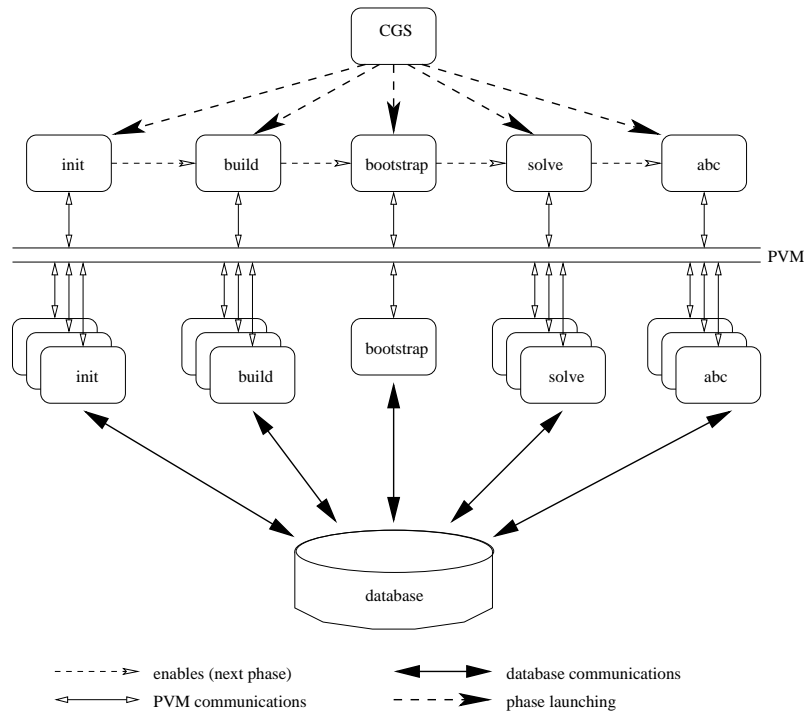 CGS
init
build
bootstrap
solve
abc
PVM
init
build
bootstrap
solve
abc
database
enables (next phase)
database communications
PVM communications
phase launching